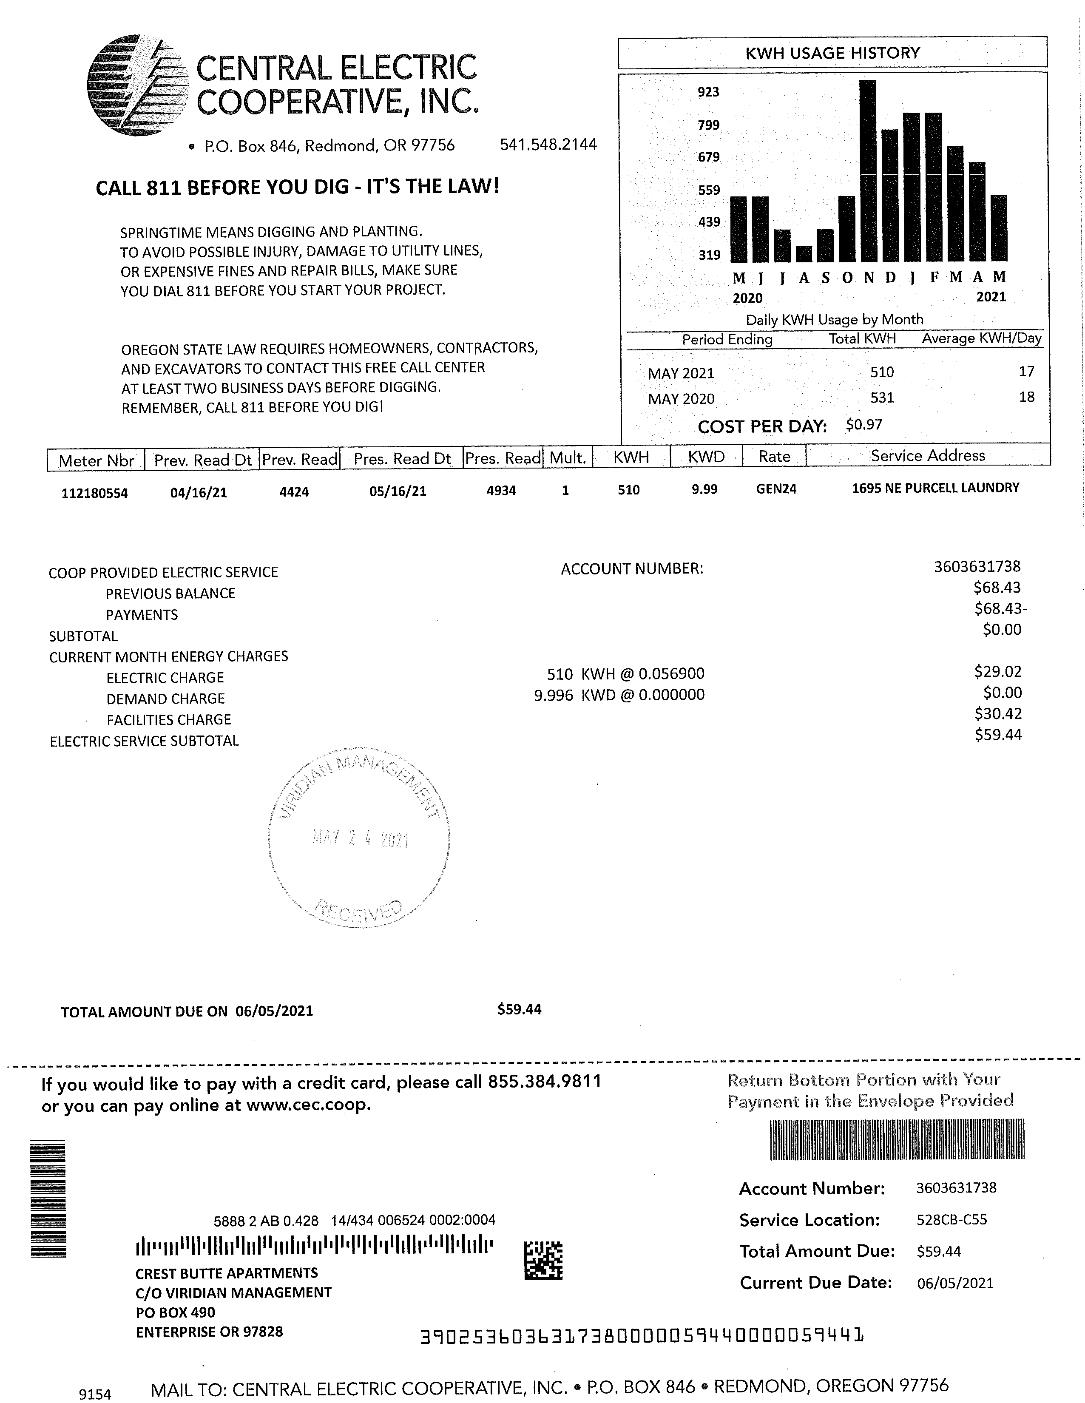 CENTRAL ELECTRIC
COOPERATIVE, INC.
• P.O. Box 846, Redmond, OR 97756 541.548.2144
CALL 811 BEFORE YOU DIG - IT'S THE LAW!
SPRINGTIME MEANS DIGGING AND PLANTING.
TO AVOID POSSIBLE INJURY, DAMAGE TO UTILITY LINES,
OR EXPENSIVE FINES AND REPAIR BILLS, MAKE SURE
YOU DIAL 811 BEFORE YOU START YOUR PROJECT.
OREGON STATE LAW REQUIRES HOMEOWNERS, CONTRACTORS,
AND EXCAVATORS TO CONTACT THIS FREE CALL CENTER
AT LEAST TWO BUSINESS DAYS BEFORE DIGGING.
REMEMBER, CALL 811 BEFORE YOU DIG!
KWH USAGE HISTORY
923
799
679
559
439
319
M J J A S O N D J F M A M
2020 2021
Daily KWH Usage by Month
Period Ending Total KWH Average KWH/Day
MAY 2021 510 17
MAY 2020 531 18
COST PER DAY: $0.97
Meter Nbr Prev. Read Dt Prev. Read Pres. Read Dt Pres. Read Mult. KWH KWD Rate Service Address
112180554 04/16/21 4424 05/16/21 4934 1 510 9.99 GEN24 1695 NE PURCELL LAUNDRY
COOP PROVIDED ELECTRIC SERVICE ACCOUNT NUMBER: 3603631738
PREVIOUS BALANCE $68.43
PAYMENTS $68.43-
SUBTOTAL $0.00
CURRENT MONTH ENERGY CHARGES
ELECTRIC CHARGE 510 KWH @ 0.056900 $29.02
DEMAND CHARGE 9.996 KWD @ 0.000000 $0.00
FACILITIES CHARGE $30.42
ELECTRIC SERVICE SUBTOTAL $59.44
VIRIDIAN MANAGEMENT
MAY 24 2021
RECEIVED
TOTAL AMOUNT DUE ON 06/05/2021 $59.44
If you would like to pay with a credit card, please call 855.384.9811
or you can pay online at www.cec.coop.
Return Bottom Portion with Your
Payment in the Envelope Provided
Account Number: 3603631738
Service Location: 528CB-C55
Total Amount Due: $59.44
Current Due Date: 06/05/2021
5888 2 AB 0.428 14/434 006524 0002:0004
CREST BUTTE APARTMENTS
C/O VIRIDIAN MANAGEMENT
PO BOX 490
ENTERPRISE OR 97828
390253603631738000005944000005944​1
9154 MAIL TO: CENTRAL ELECTRIC COOPERATIVE, INC. • P.O. BOX 846 • REDMOND, OREGON 97756